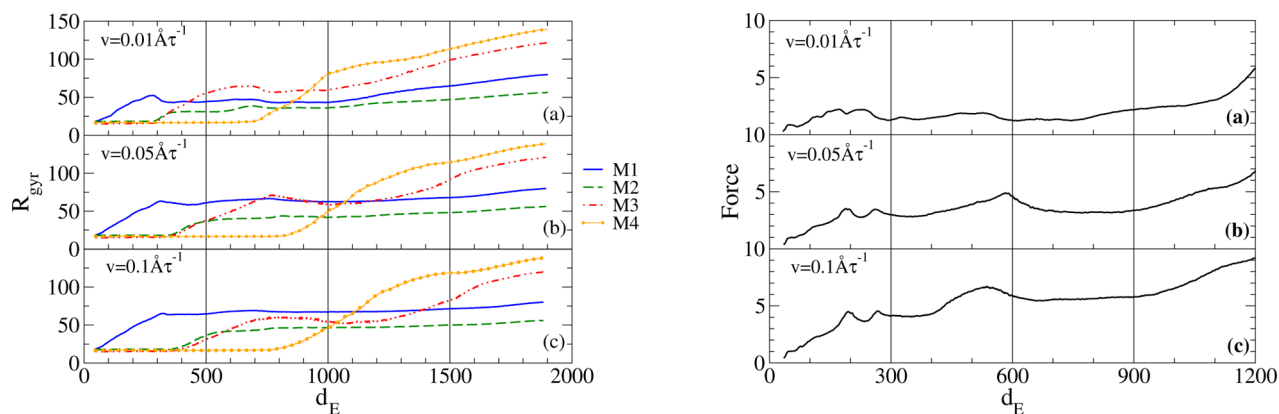 150
v=0.01Åτ⁻¹
100
50
(a)
0
v=0.05Åτ⁻¹
100
50
(b)
0
v=0.1Åτ⁻¹
100
50
(c)
0
0 500 1000 1500 2000
R_gyr
d_E
M1
M2
M3
M4
v=0.01Åτ⁻¹
5
(a)
10
v=0.05Åτ⁻¹
5
(b)
10
v=0.1Åτ⁻¹
5
(c)
0
0 300 600 900 1200
Force
d_E